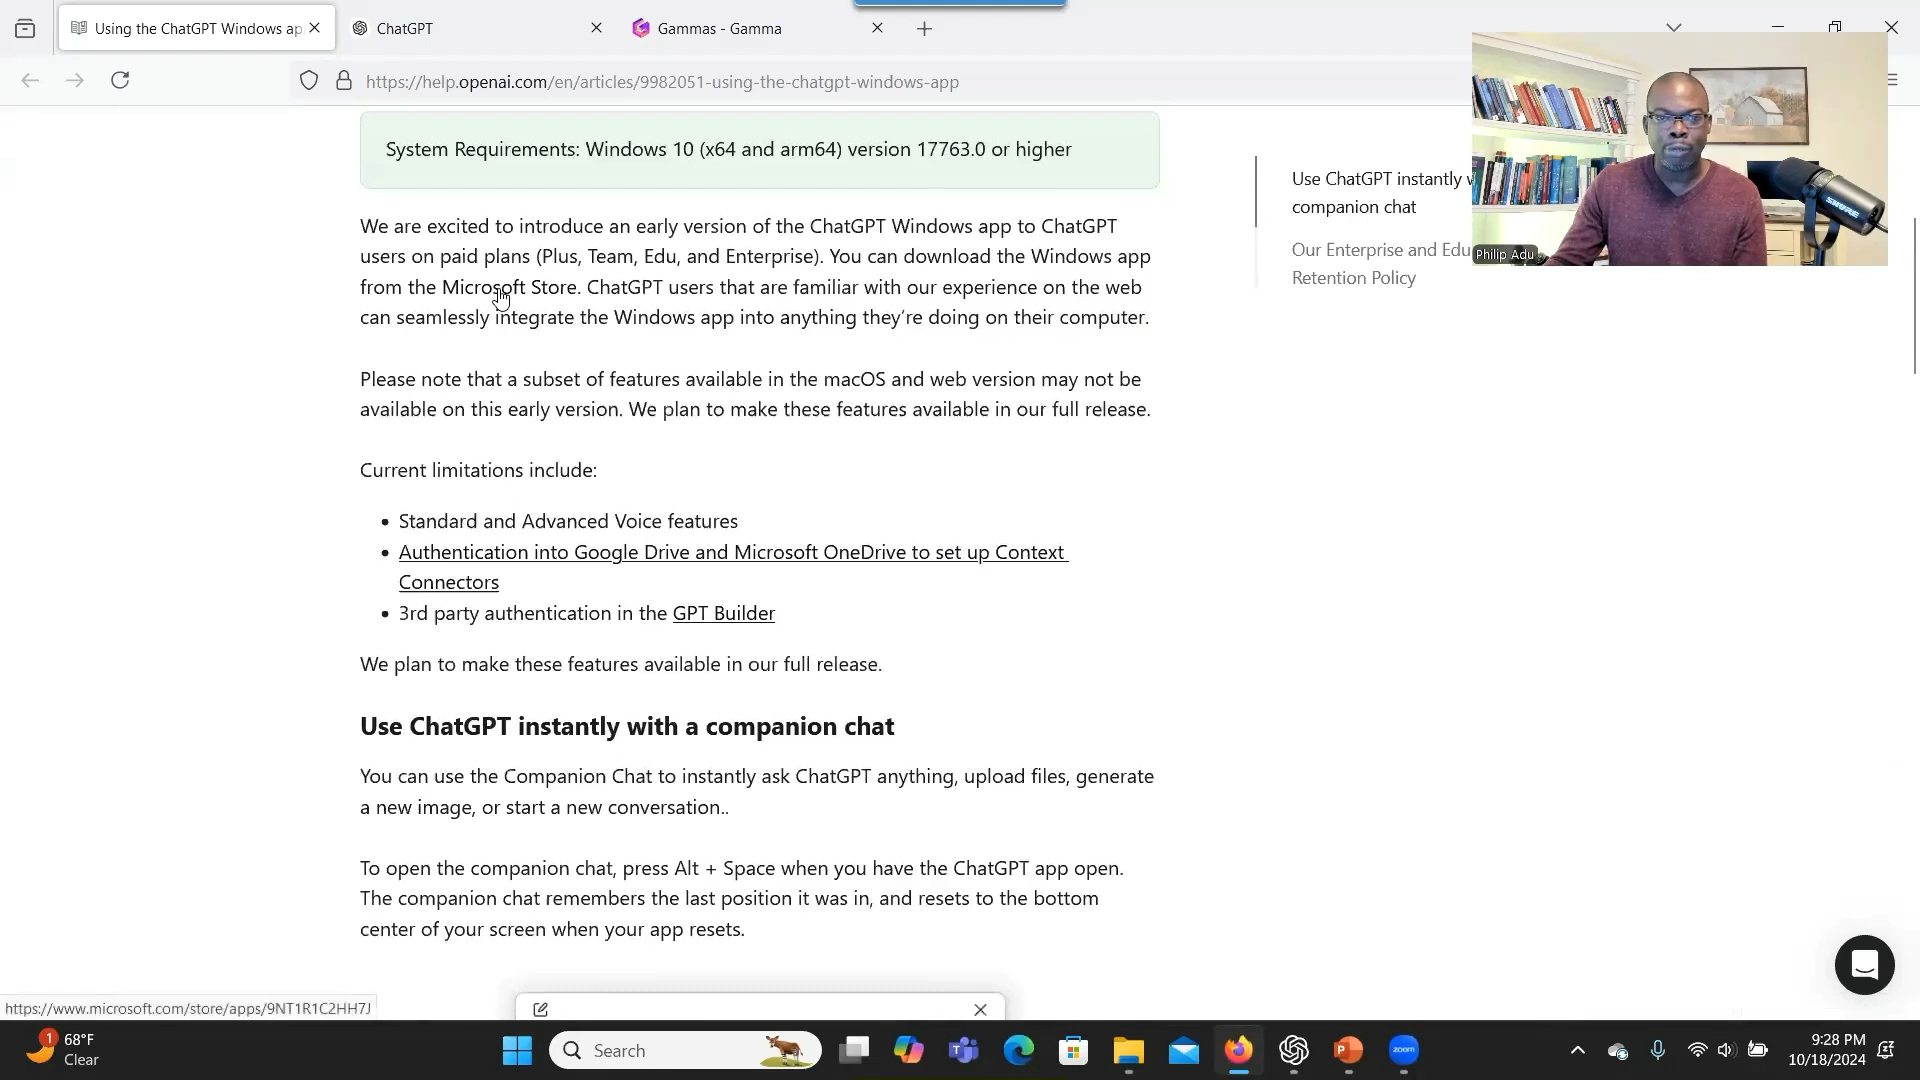 Using the ChatGPT Windows ap
ChatGPT
Gammas - Gamma
https://help.openai.com/en/articles/9982051-using-the-chatgpt-windows-app
System Requirements: Windows 10 (x64 and arm64) version 17763.0 or higher
We are excited to introduce an early version of the ChatGPT Windows app to ChatGPT
users on paid plans (Plus, Team, Edu, and Enterprise). You can download the Windows app
from the Microsoft Store. ChatGPT users that are familiar with our experience on the web
can seamlessly integrate the Windows app into anything they're doing on their computer.
Please note that a subset of features available in the macOS and web version may not be
available on this early version. We plan to make these features available in our full release.
Current limitations include:
• Standard and Advanced Voice features
• Authentication into Google Drive and Microsoft OneDrive to set up Context
Connectors
• 3rd party authentication in the GPT Builder
We plan to make these features available in our full release.
Use ChatGPT instantly with a companion chat
You can use the Companion Chat to instantly ask ChatGPT anything, upload files, generate
a new image, or start a new conversation..
To open the companion chat, press Alt + Space when you have the ChatGPT app open.
The companion chat remembers the last position it was in, and resets to the bottom
center of your screen when your app resets.
Use ChatGPT instantly w
companion chat
Our Enterprise and Edu
Retention Policy
Philip Adu
SHURE
https://www.microsoft.com/store/apps/9NT1R1C2HH7J
1
68°F
Clear
Search
zoom
9:28 PM
10/18/2024